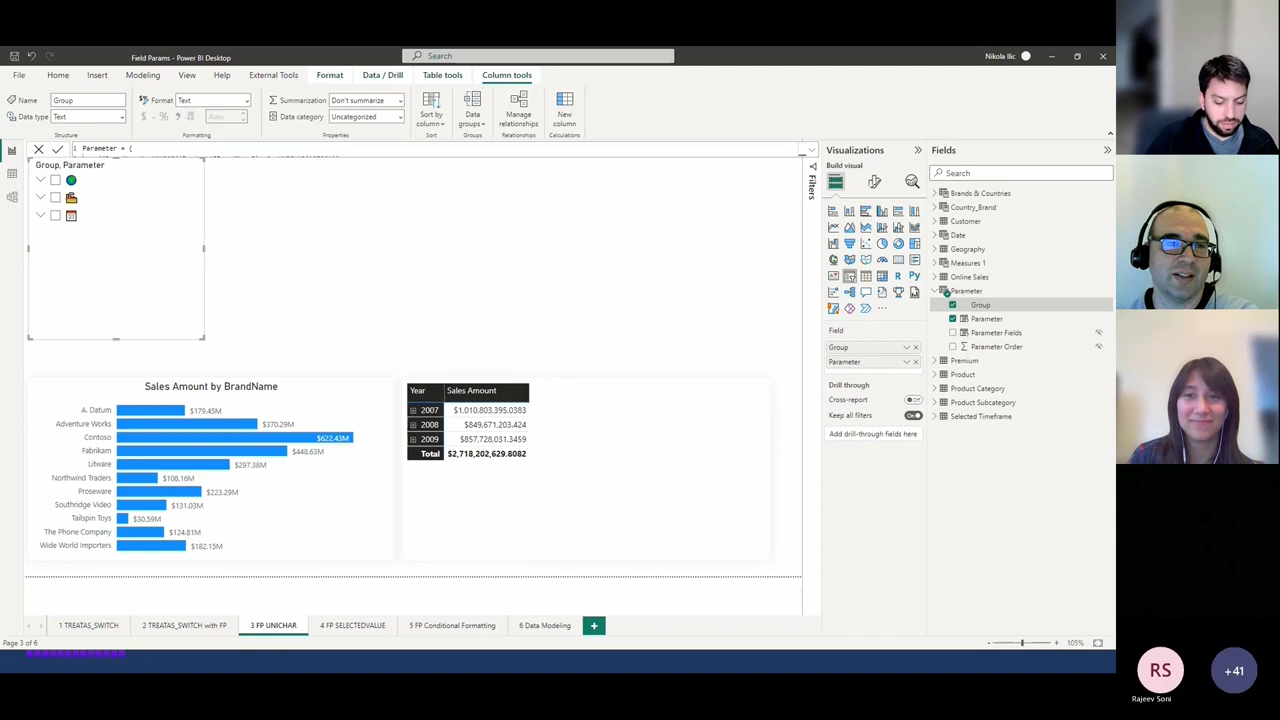 Field Params - Power BI Desktop
Search
Nikola Ilic
File Home Insert Modeling View Help External Tools Format Data / Drill Table tools Column tools
Name Group
Data type Text
Structure
Format Text
$ % Auto
Formatting
Summarization Don't summarize
Data category Uncategorized
Properties
Sort by column
Sort
Data groups
Groups
Manage relationships
Relationships
New column
Calculations
1 Parameter = {
Group, Parameter
Filters
Sales Amount by BrandName
A. Datum $179.45M
Adventure Works $370.29M
Contoso $622.43M
Fabrikam $448.63M
Litware $297.38M
Northwind Traders $108.16M
Proseware $223.29M
Southridge Video $131.03M
Tailspin Toys $30.59M
The Phone Company $124.81M
Wide World Importers $182.15M
Year Sales Amount
2007 $1,010,803,395.0383
2008 $849,671,203.424
2009 $857,728,031.3459
Total $2,718,202,629.8082
Visualizations
Build visual
R Py
Field
Group
Parameter
Drill through
Cross-report Off
Keep all filters On
Add drill-through fields here
Fields
Search
Brands & Countries
Country_Brand
Customer
Date
Geography
Measures 1
Online Sales
Parameter
Group
Parameter
Parameter Fields
Parameter Order
Premium
Product
Product Category
Product Subcategory
Selected Timeframe
1 TREATAS_SWITCH 2 TREATAS_SWITCH with FP 3 FP UNICHAR 4 FP SELECTEDVALUE 5 FP Conditional Formatting 6 Data Modeling
Page 3 of 6
105%
RS
Rajeev Soni
+41